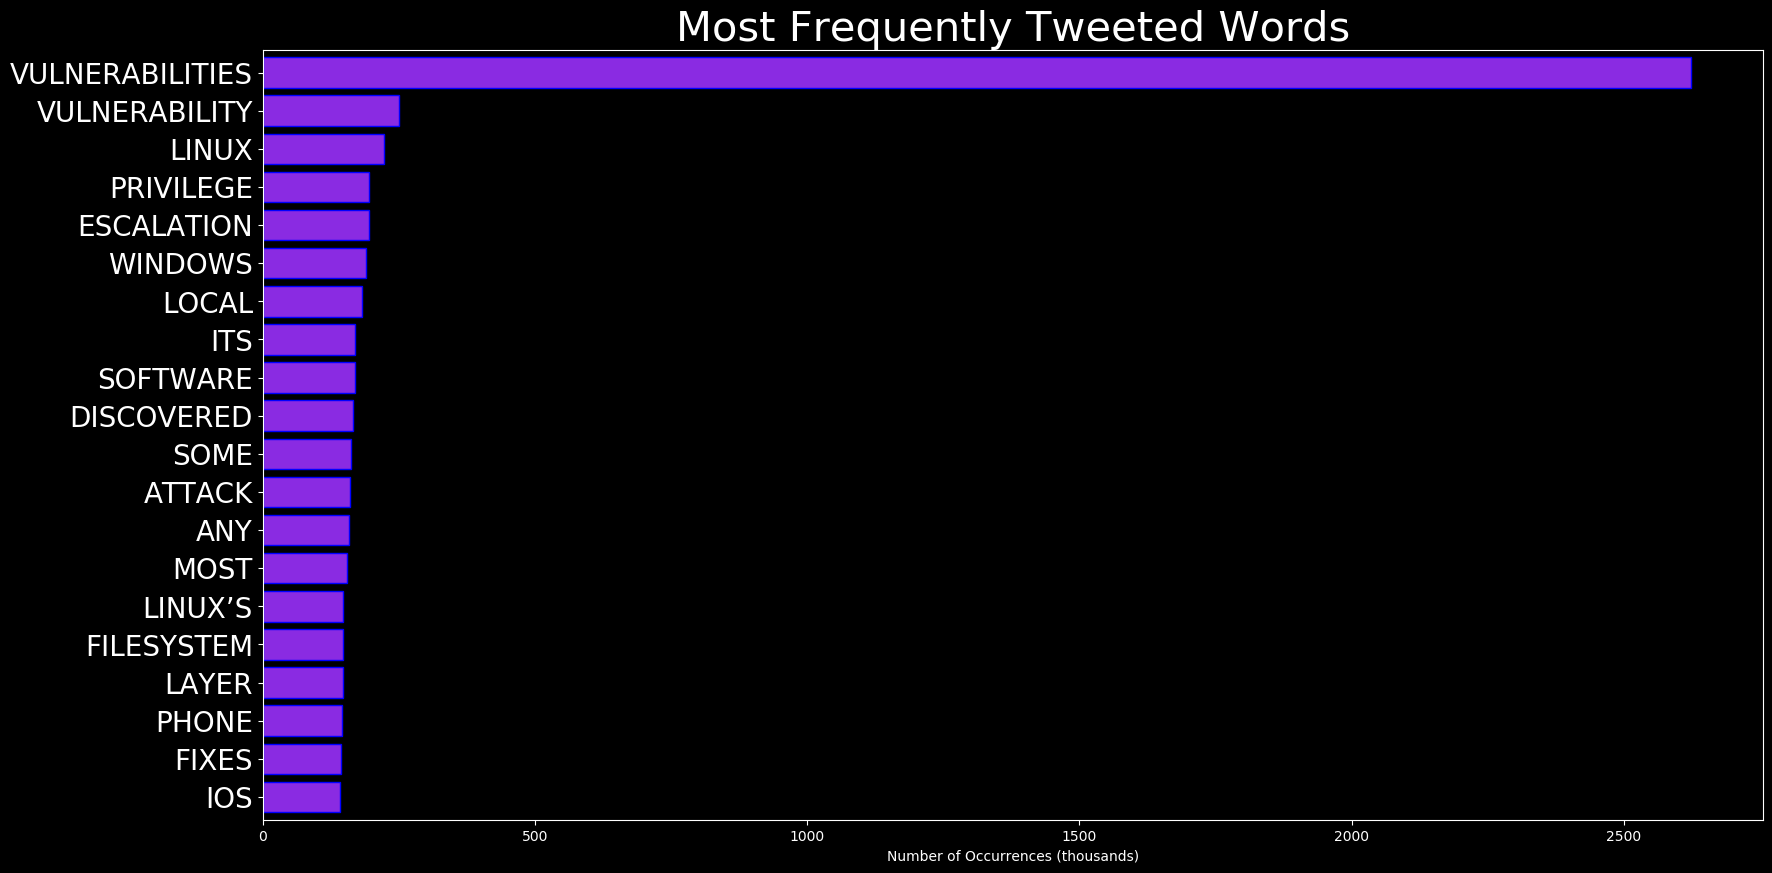 Most Frequently Tweeted Words
VULNERABILITIES
VULNERABILITY
LINUX
PRIVILEGE
ESCALATION
WINDOWS
LOCAL
ITS
SOFTWARE
DISCOVERED
SOME
ATTACK
ANY
MOST
LINUX’S
FILESYSTEM
LAYER
PHONE
FIXES
IOS
0 500 1000 1500 2000 2500
Number of Occurrences (thousands)